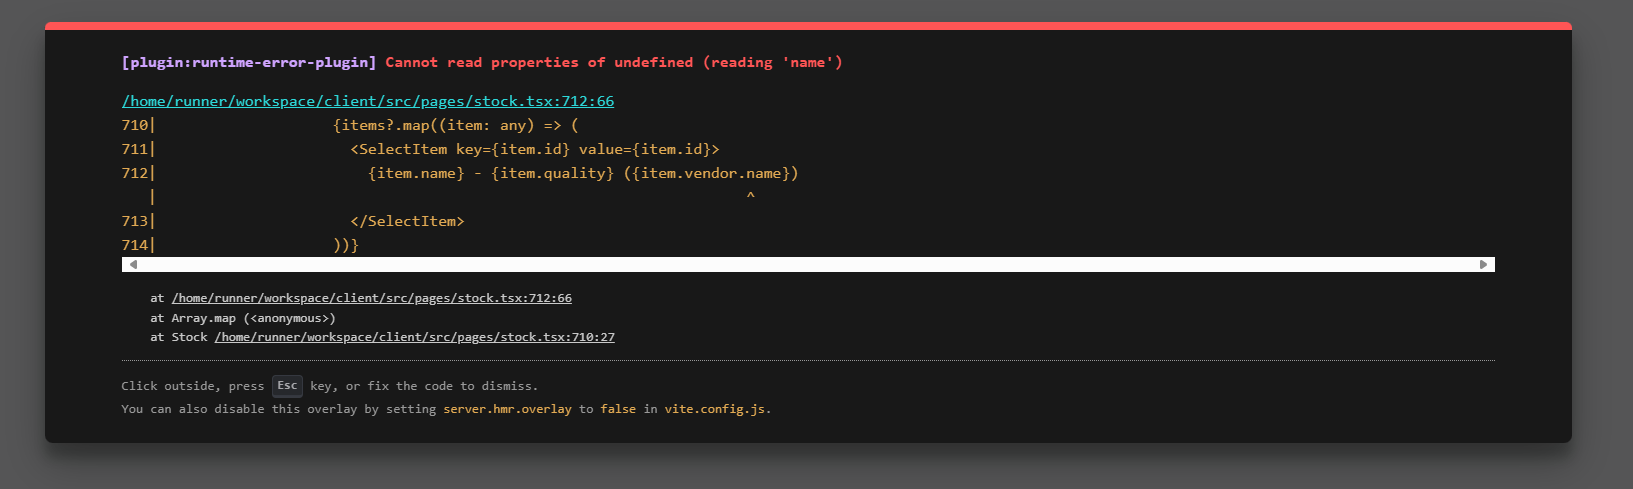 [plugin:runtime-error-plugin] Cannot read properties of undefined (reading 'name')
/home/runner/workspace/client/src/pages/stock.tsx:712:66
710|                    {items?.map((item: any) => (
711|                      <SelectItem key={item.id} value={item.id}>
712|                        {item.name} - {item.quality} ({item.vendor.name})
   |                                                                   ^
713|                      </SelectItem>
714|                    ))}
at /home/runner/workspace/client/src/pages/stock.tsx:712:66
at Array.map (<anonymous>)
at Stock /home/runner/workspace/client/src/pages/stock.tsx:710:27
Click outside, press Esc key, or fix the code to dismiss.
You can also disable this overlay by setting server.hmr.overlay to false in vite.config.js.